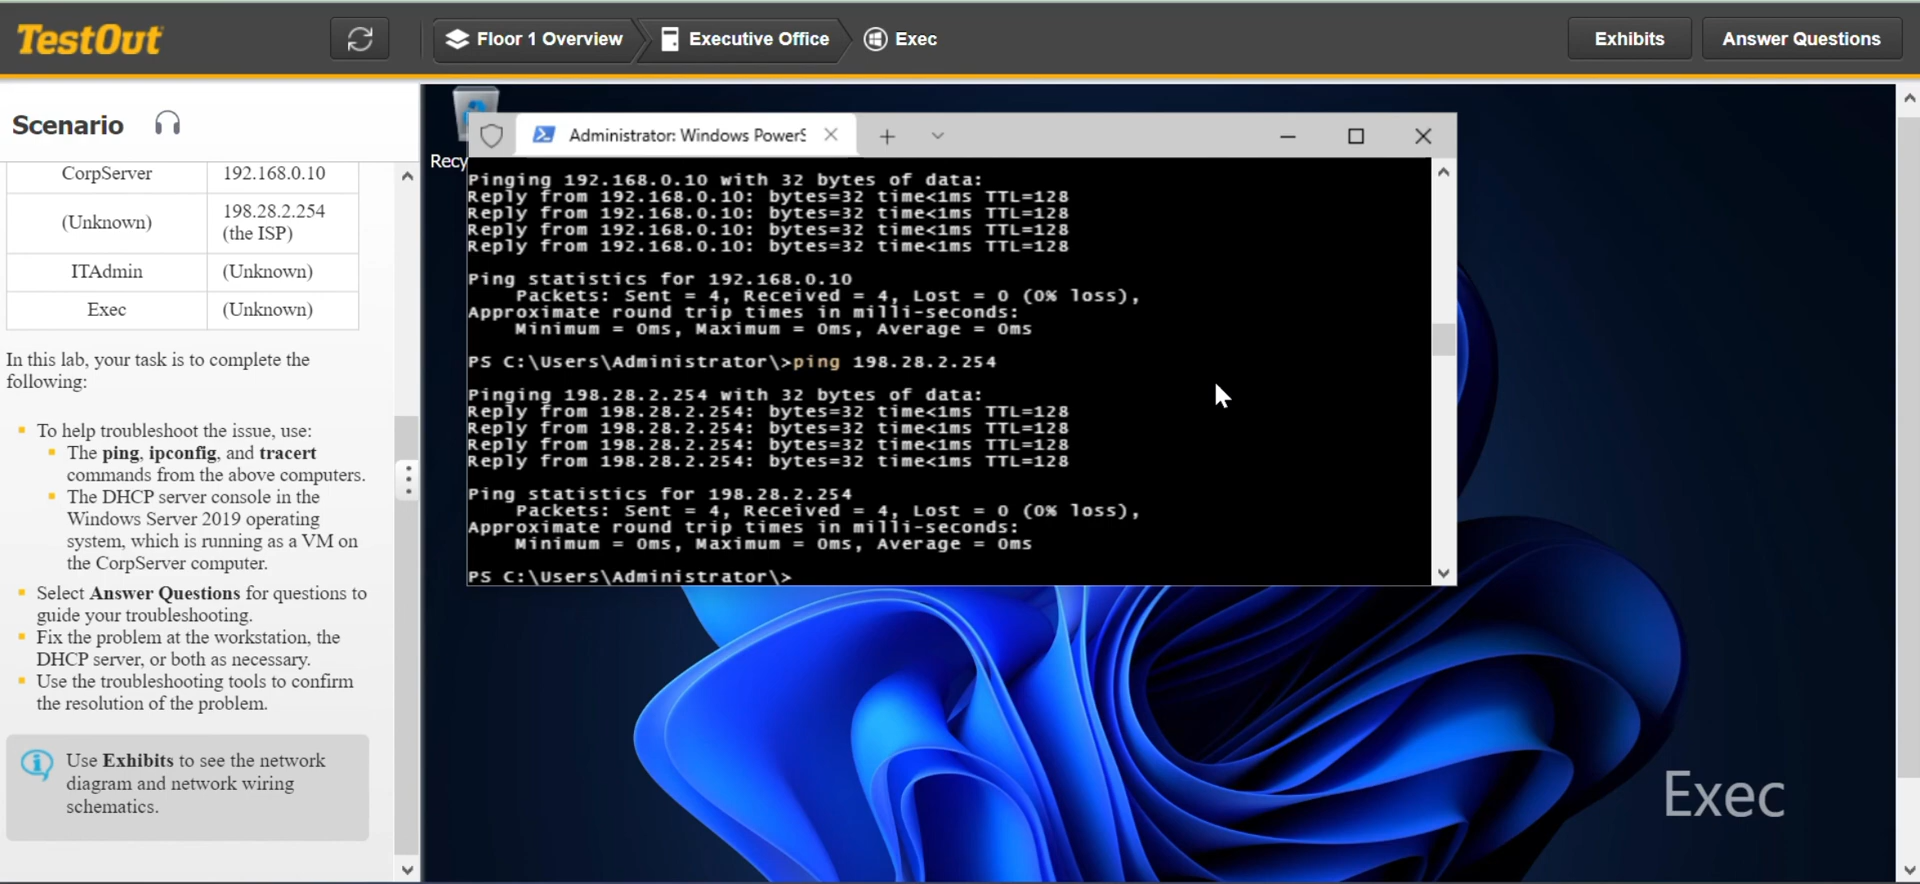 TestOut
Floor 1 Overview
Executive Office
Exec
Exhibits
Answer Questions
Scenario
CorpServer 192.168.0.10
(Unknown) 198.28.2.254
(the ISP)
ITAdmin (Unknown)
Exec (Unknown)
In this lab, your task is to complete the
following:
To help troubleshoot the issue, use:
The ping, ipconfig, and tracert
commands from the above computers.
The DHCP server console in the
Windows Server 2019 operating
system, which is running as a VM on
the CorpServer computer.
Select Answer Questions for questions to
guide your troubleshooting.
Fix the problem at the workstation, the
DHCP server, or both as necessary.
Use the troubleshooting tools to confirm
the resolution of the problem.
Use Exhibits to see the network
diagram and network wiring
schematics.
Recy
Administrator: Windows PowerS
Pinging 192.168.0.10 with 32 bytes of data:
Reply from 192.168.0.10: bytes=32 time<1ms TTL=128
Reply from 192.168.0.10: bytes=32 time<1ms TTL=128
Reply from 192.168.0.10: bytes=32 time<1ms TTL=128
Reply from 192.168.0.10: bytes=32 time<1ms TTL=128
Ping statistics for 192.168.0.10
Packets: Sent = 4, Received = 4, Lost = 0 (0% loss),
Approximate round trip times in milli-seconds:
Minimum = 0ms, Maximum = 0ms, Average = 0ms
PS C:\Users\Administrator\>ping 198.28.2.254
Pinging 198.28.2.254 with 32 bytes of data:
Reply from 198.28.2.254: bytes=32 time<1ms TTL=128
Reply from 198.28.2.254: bytes=32 time<1ms TTL=128
Reply from 198.28.2.254: bytes=32 time<1ms TTL=128
Reply from 198.28.2.254: bytes=32 time<1ms TTL=128
Ping statistics for 198.28.2.254
Packets: Sent = 4, Received = 4, Lost = 0 (0% loss),
Approximate round trip times in milli-seconds:
Minimum = 0ms, Maximum = 0ms, Average = 0ms
PS C:\Users\Administrator\>
Exec